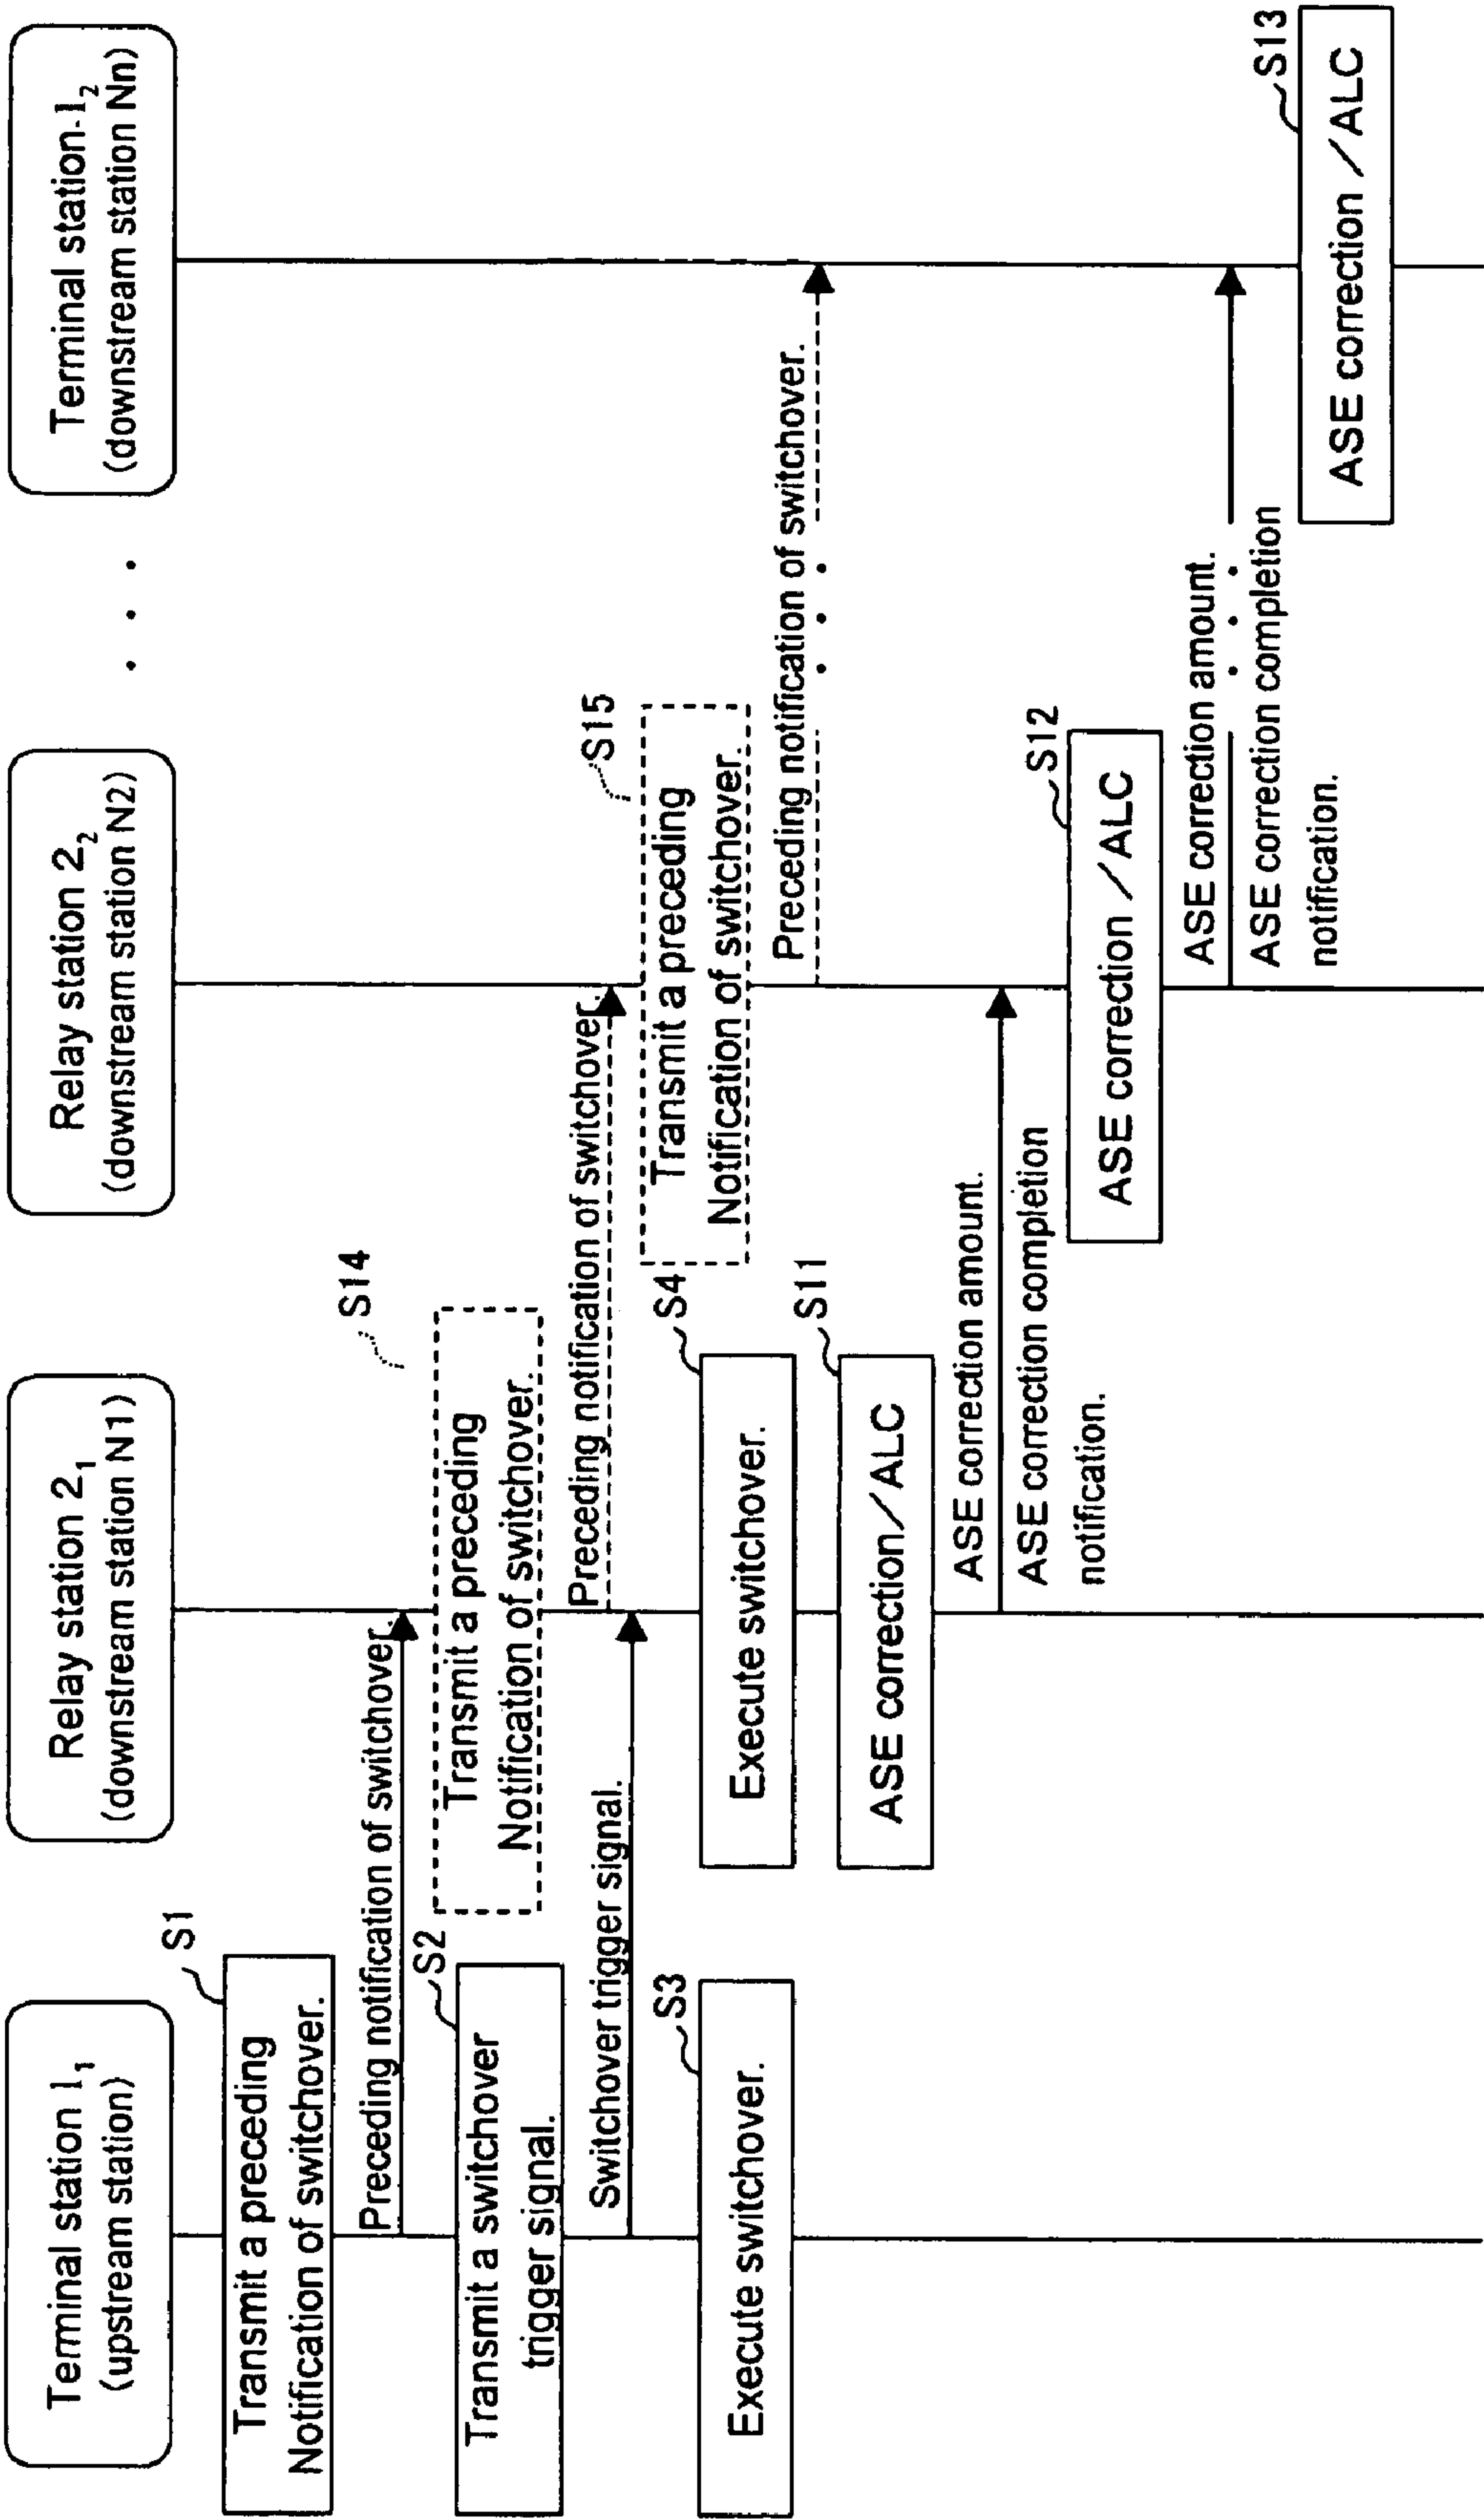 Terminal station 1₁
(upstream station)
Relay station 2₁
(downstream station N1)
Relay station 2₂
(downstream station N2)
. . .
Terminal station 1₂
(downstream station Nn)
S1
Transmit a preceding
Notification of switchover.
Preceding notification of switchover.
S14
Transmit a preceding
Notification of switchover.
S2
Transmit a switchover
trigger signal.
Preceding notification of switchover.
Switchover trigger signal.
S15
Transmit a preceding
Notification of switchover.
S3
Execute switchover.
S4
Execute switchover.
Preceding notification of switchover.
. . .
S11
ASE correction/ALC
ASE correction amount.
ASE correction completion
notification.
S12
ASE correction/ALC
ASE correction amount.
. . .
ASE correction completion
notification.
S13
ASE correction/ALC